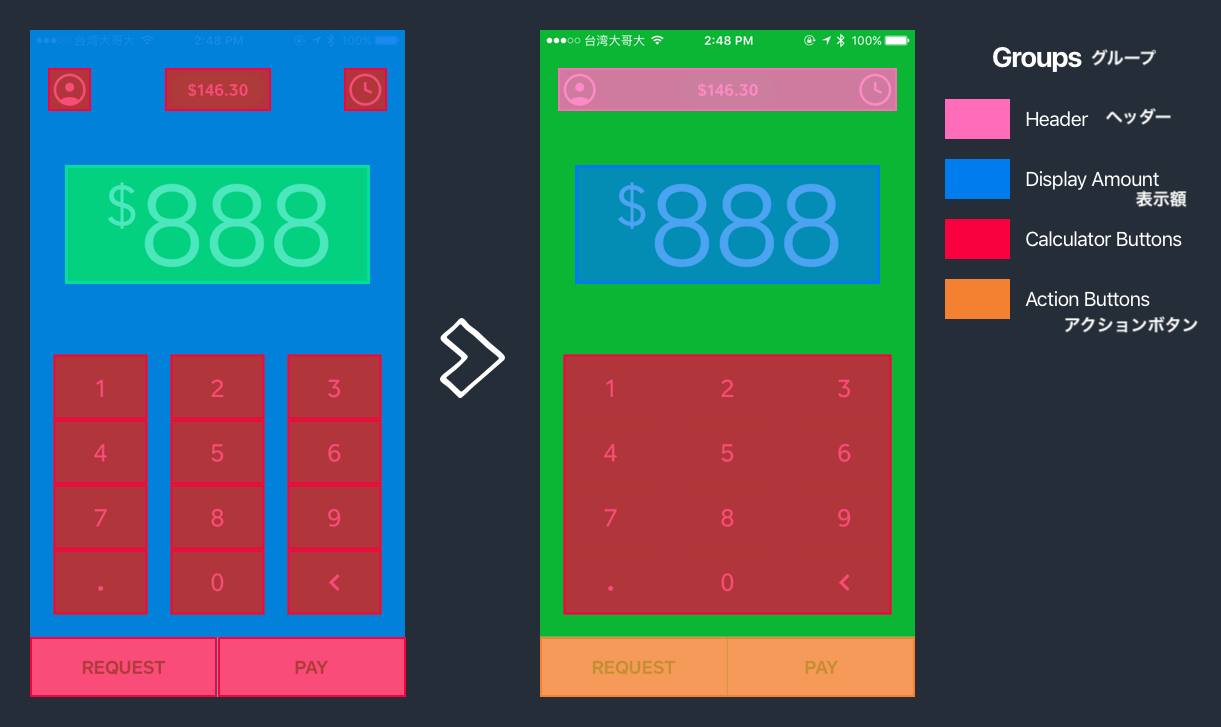 ●●●○○ 台湾大哥大 2:48 PM 100%
$146.30
$888
1 2 3
4 5 6
7 8 9
. 0 <
REQUEST PAY
●●●○○ 台湾大哥大 2:48 PM 100%
$146.30
$888
1 2 3
4 5 6
7 8 9
. 0 <
REQUEST PAY
Groups グループ
Header ヘッダー
Display Amount
表示額
Calculator Buttons
Action Buttons
アクションボタン